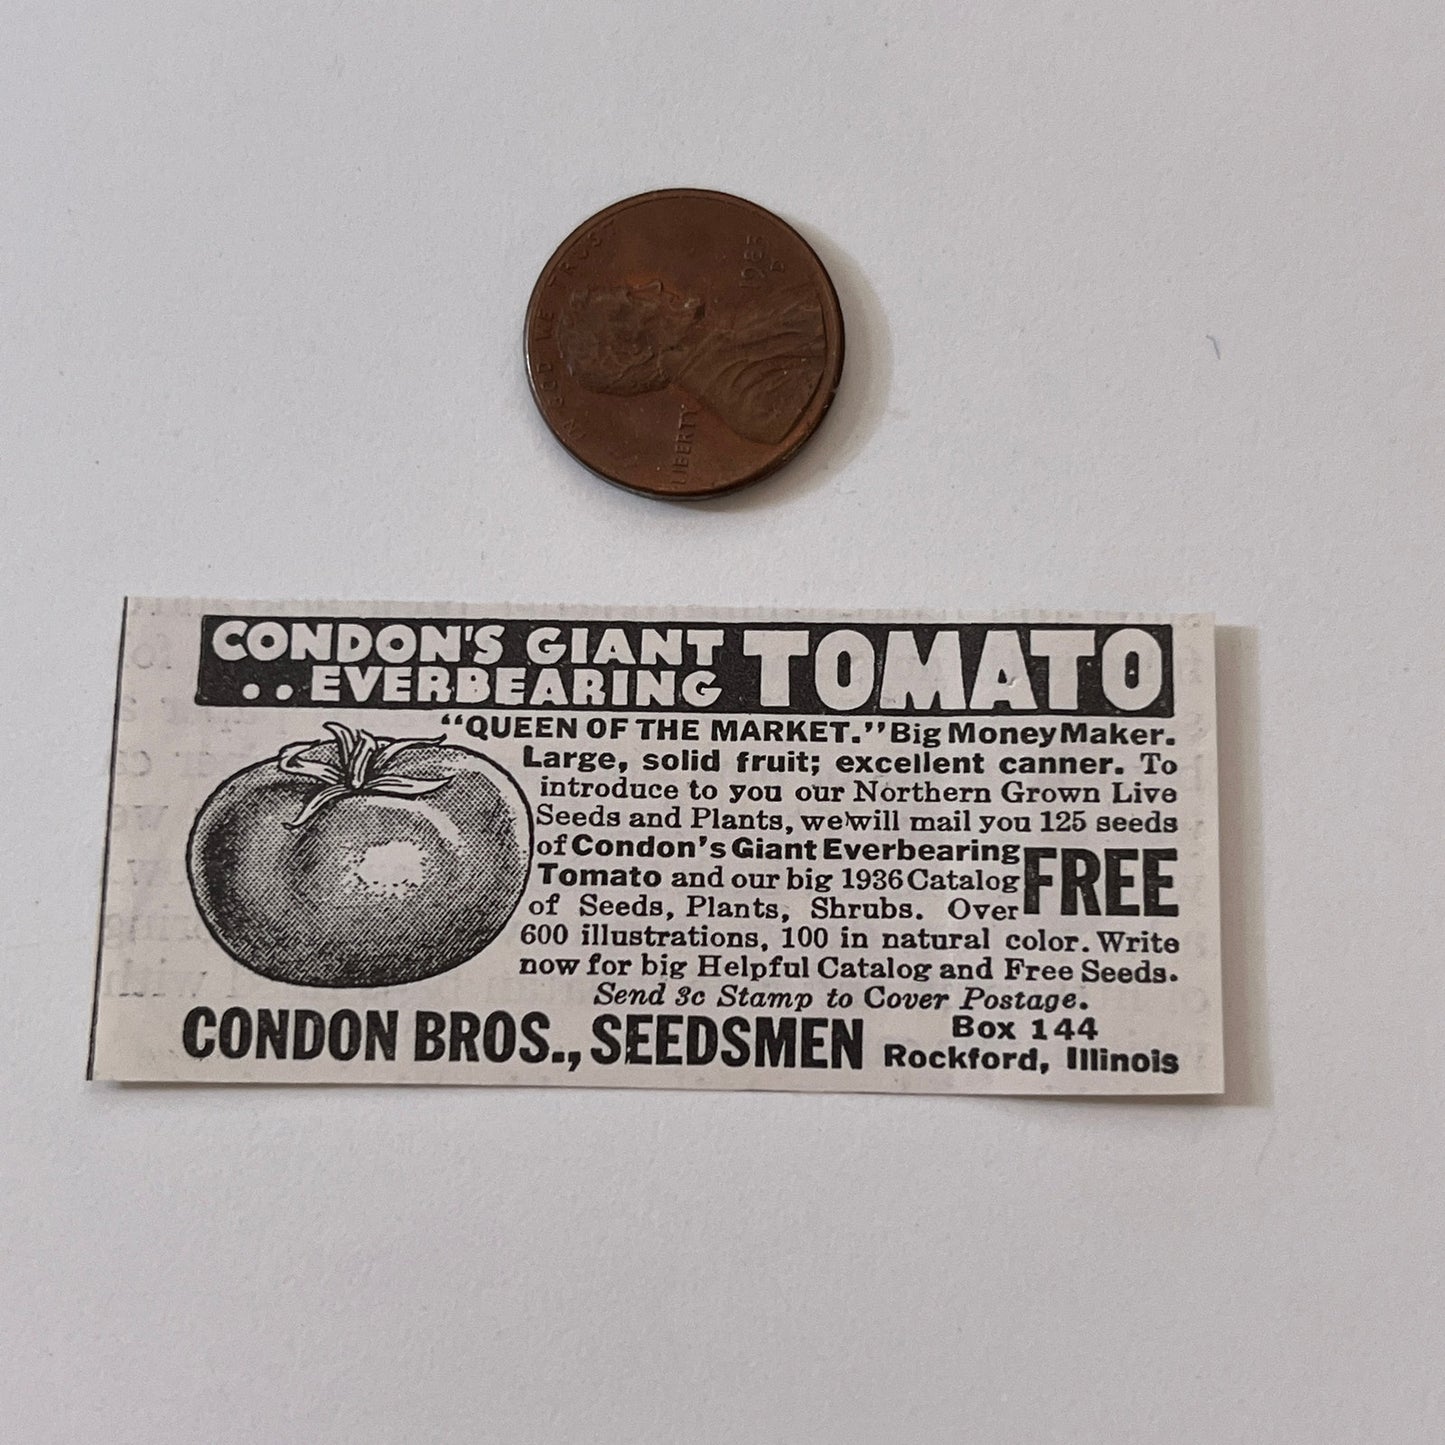 IN GOD WE TRUST
LIBERTY
1985
D
CONDON'S GIANT
..EVERBEARING
TOMATO
"QUEEN OF THE MARKET." Big Money Maker.
Large, solid fruit; excellent canner. To
introduce to you our Northern Grown Live
Seeds and Plants, we will mail you 125 seeds
of Condon's Giant Everbearing
Tomato and our big 1936 Catalog
FREE
of Seeds, Plants, Shrubs. Over
600 illustrations, 100 in natural color. Write
now for big Helpful Catalog and Free Seeds.
Send 3c Stamp to Cover Postage.
CONDON BROS., SEEDSMEN
Box 144
Rockford, Illinois